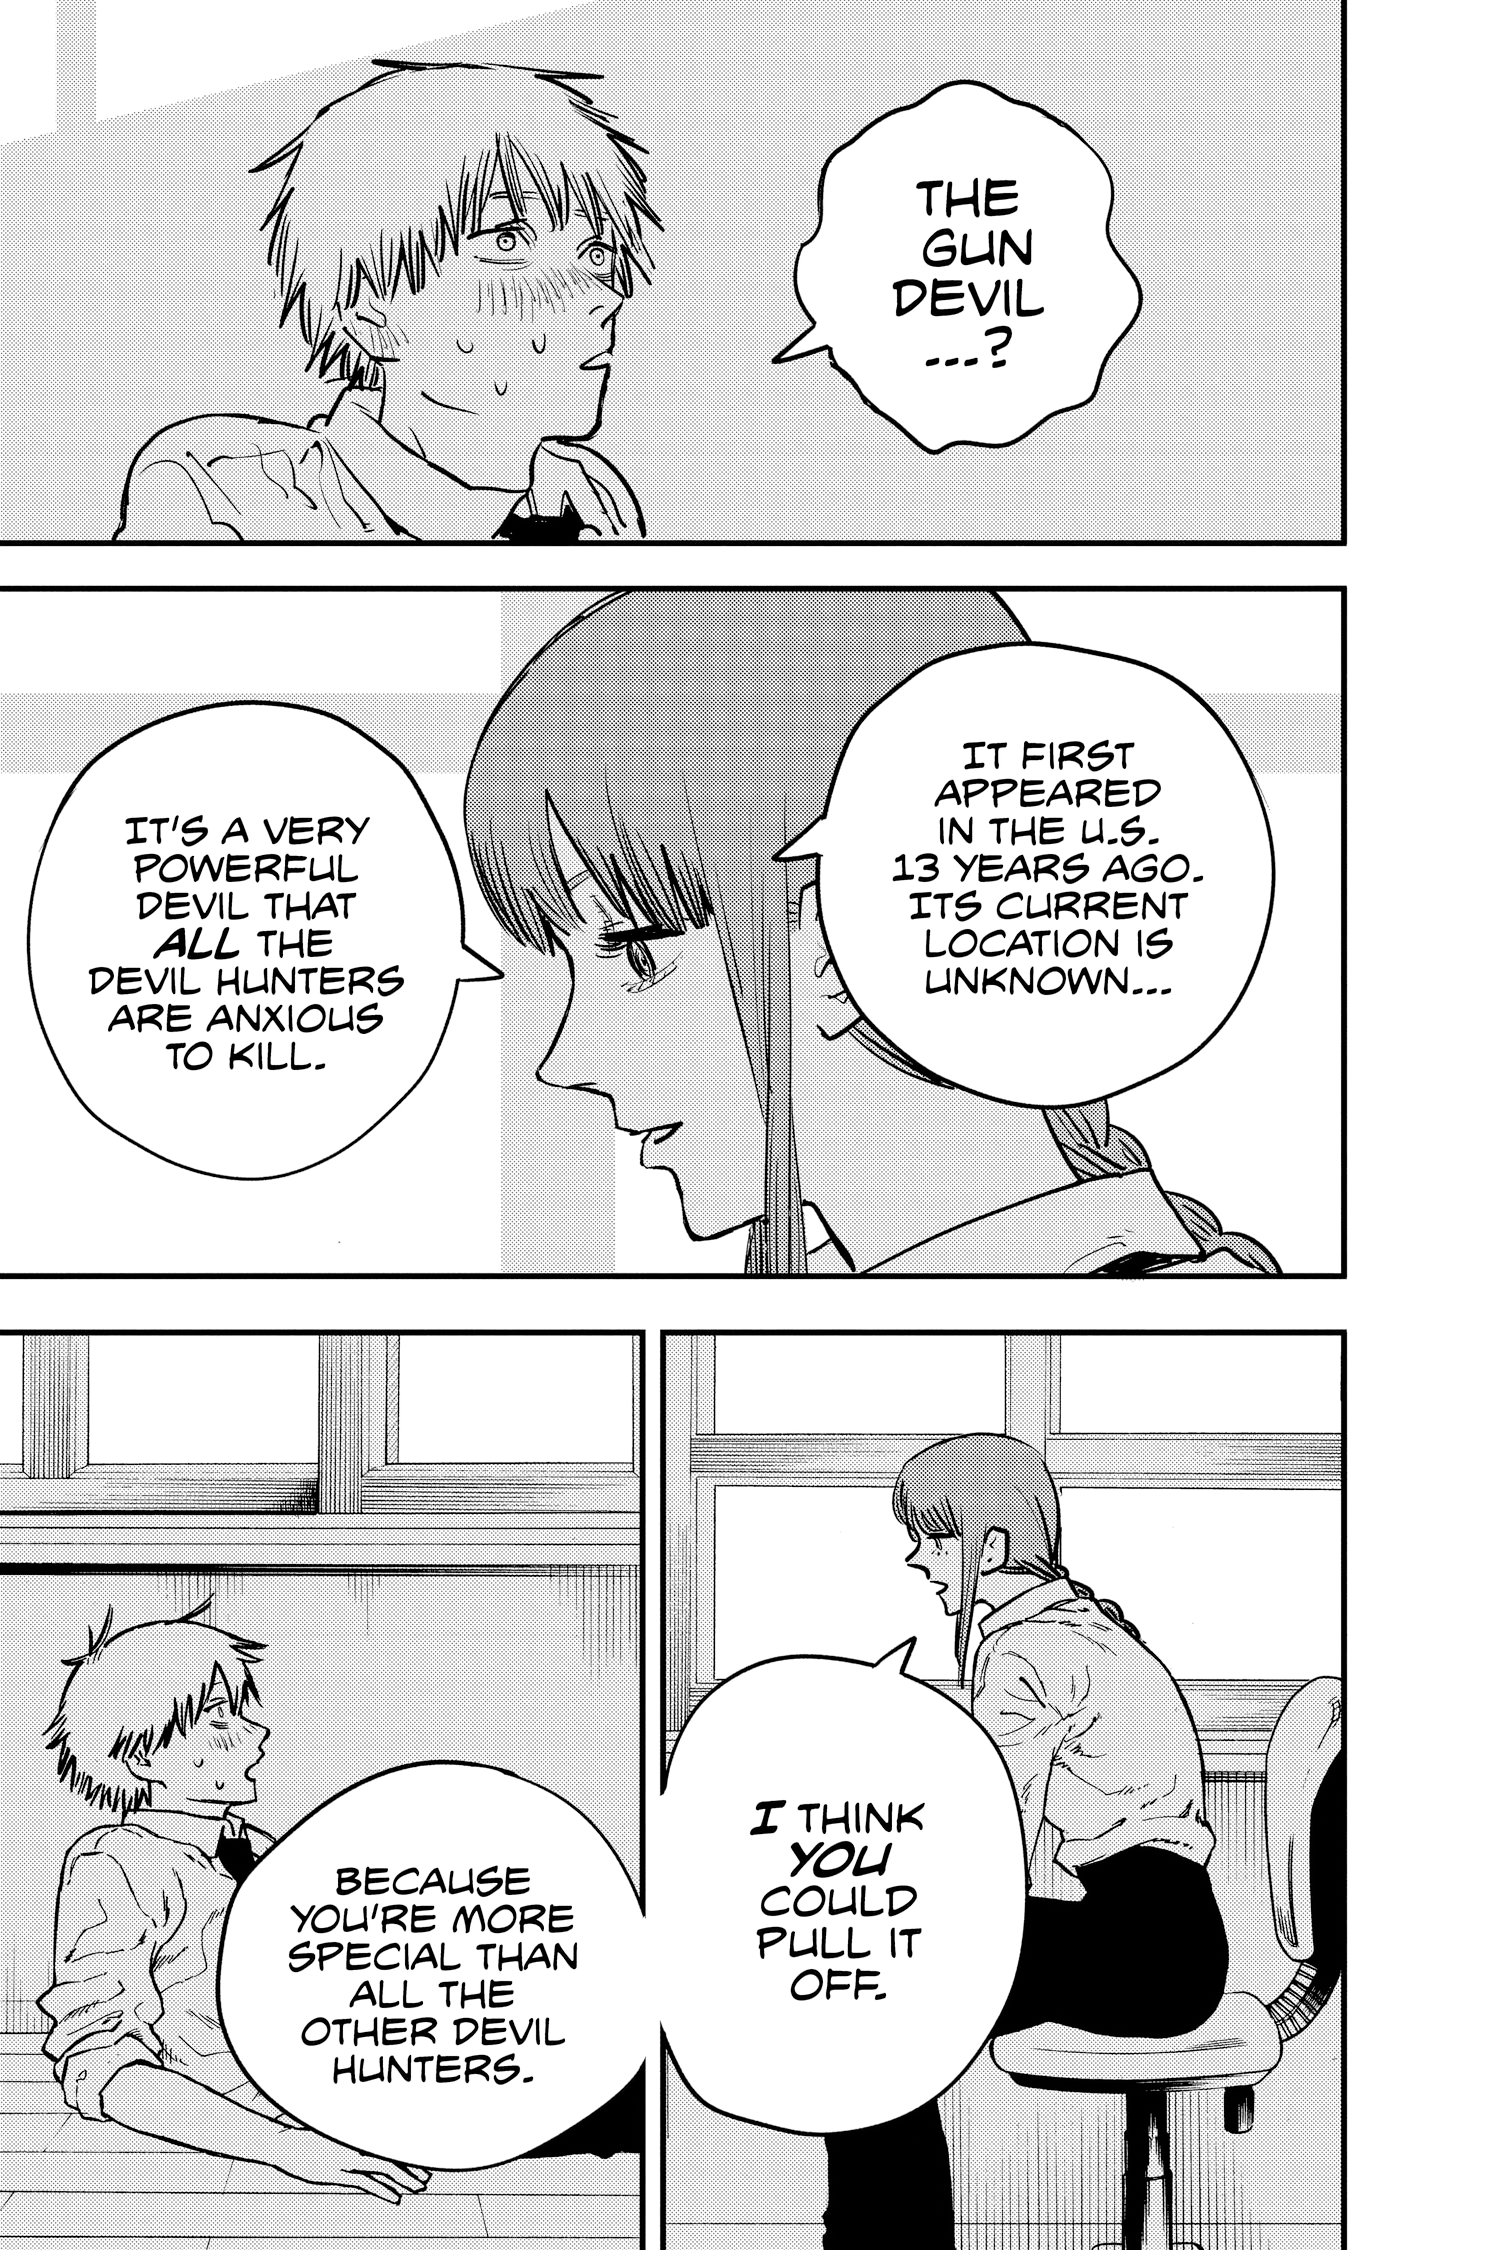 THE
GUN
DEVIL
...?
IT FIRST
APPEARED
IN THE U.S.
13 YEARS AGO.
ITS CURRENT
LOCATION IS
UNKNOWN...
IT'S A VERY
POWERFUL
DEVIL THAT
ALL THE
DEVIL HUNTERS
ARE ANXIOUS
TO KILL.
I THINK
YOU
COULD
PULL IT
OFF.
BECAUSE
YOU'RE MORE
SPECIAL THAN
ALL THE
OTHER DEVIL
HUNTERS.